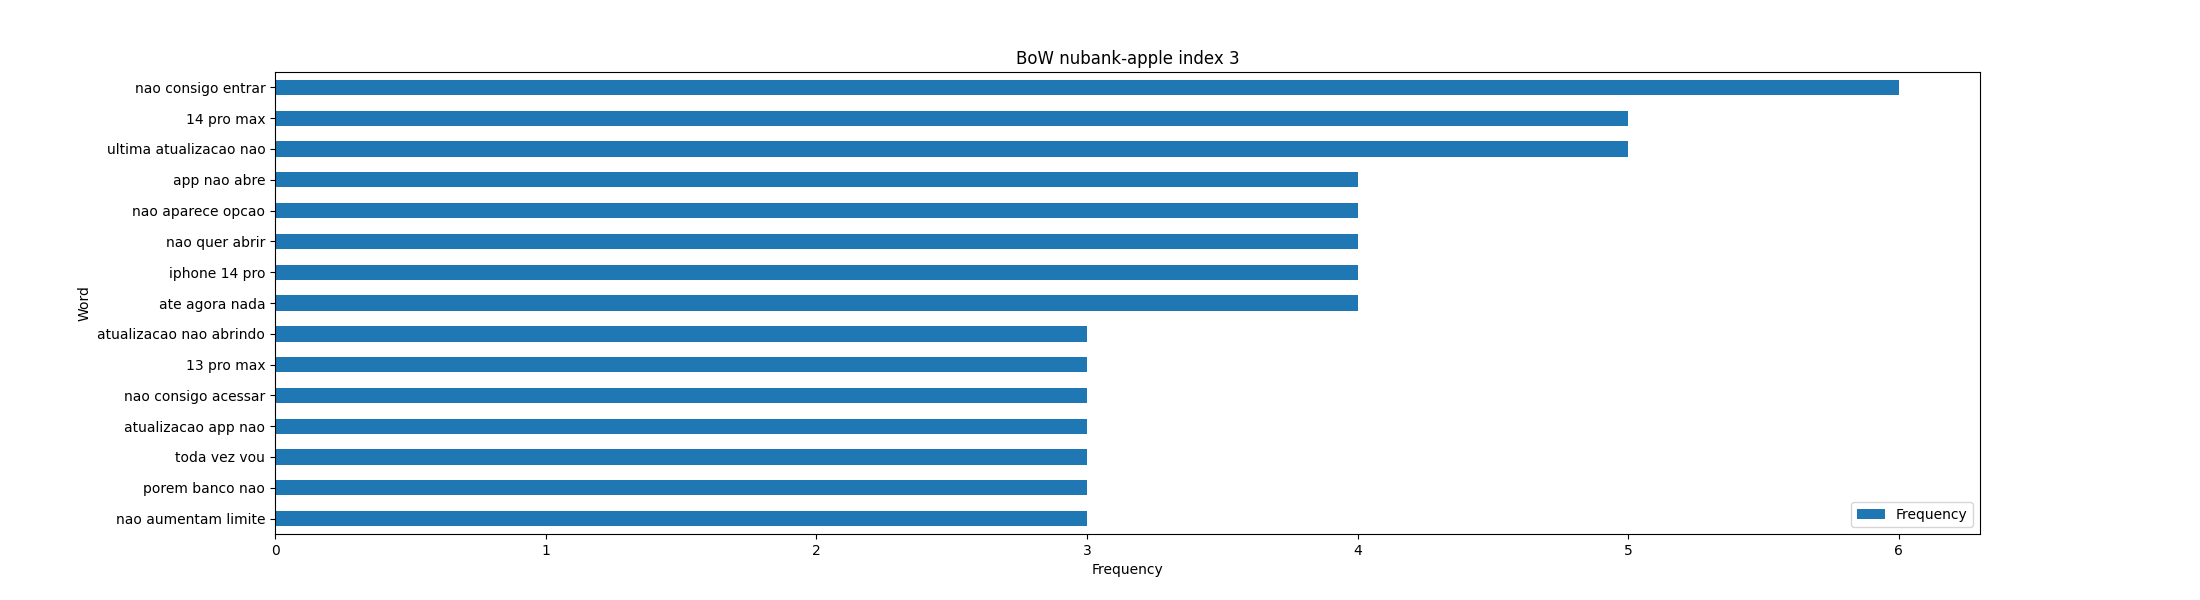 BoW nubank-apple index 3
nao consigo entrar
14 pro max
ultima atualizacao nao
app nao abre
nao aparece opcao
nao quer abrir
iphone 14 pro
ate agora nada
atualizacao nao abrindo
13 pro max
nao consigo acessar
atualizacao app nao
toda vez vou
porem banco nao
nao aumentam limite
Word
Frequency
0 1 2 3 4 5 6
Frequency